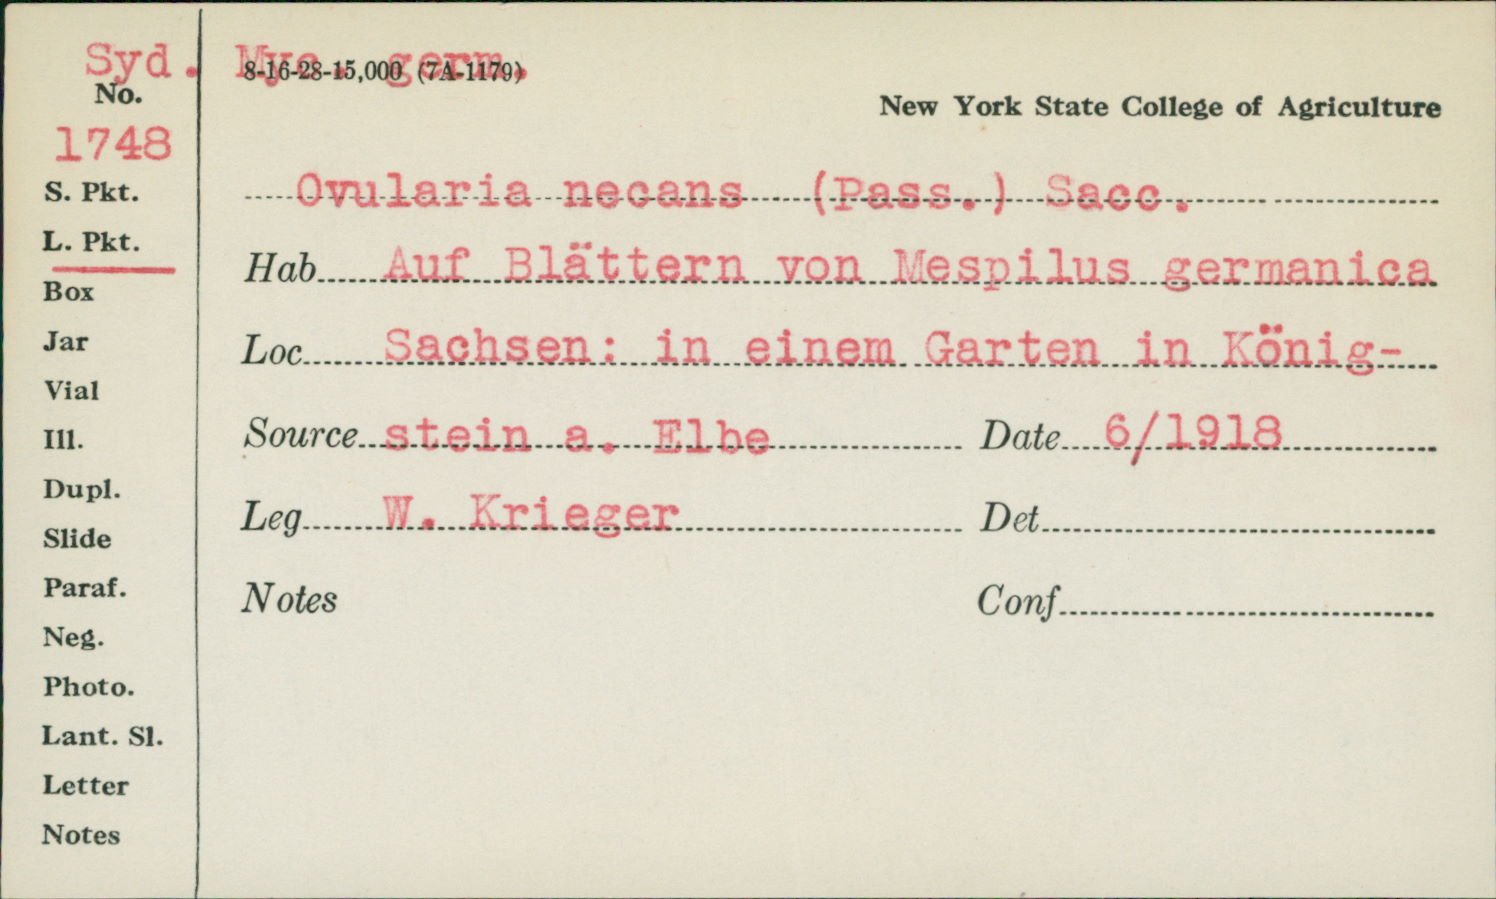 Syd. Myc. germ.
8-16-28-15,000 (7A-1179)
No.
New York State College of Agriculture
1748
S. Pkt.
Ovularia necans (Pass.) Sacc.
L. Pkt.
Hab Auf Blättern von Mespilus germanica
Box
Jar
Loc Sachsen: in einem Garten in König-
Vial
Ill.
Source stein a. Elbe Date 6/1918
Dupl.
Leg W. Krieger Det
Slide
Paraf.
Notes Conf
Neg.
Photo.
Lant. Sl.
Letter
Notes